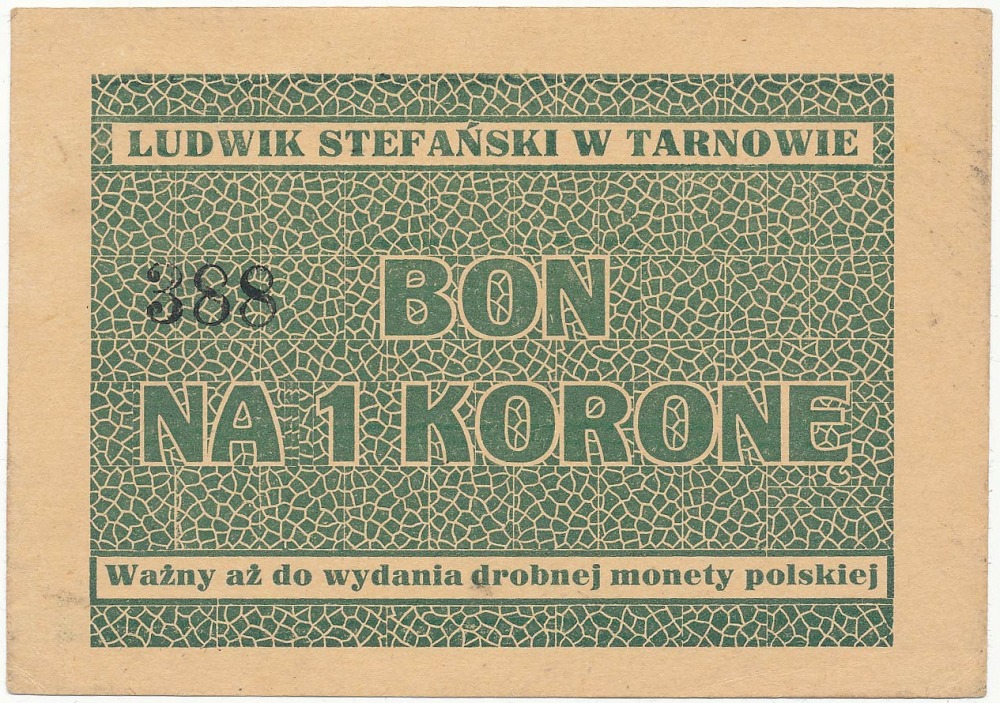 LUDWIK STEFAŃSKI W TARNOWIE
388
BON
NA 1 KORONĘ
Ważny aż do wydania drobnej monety polskiej